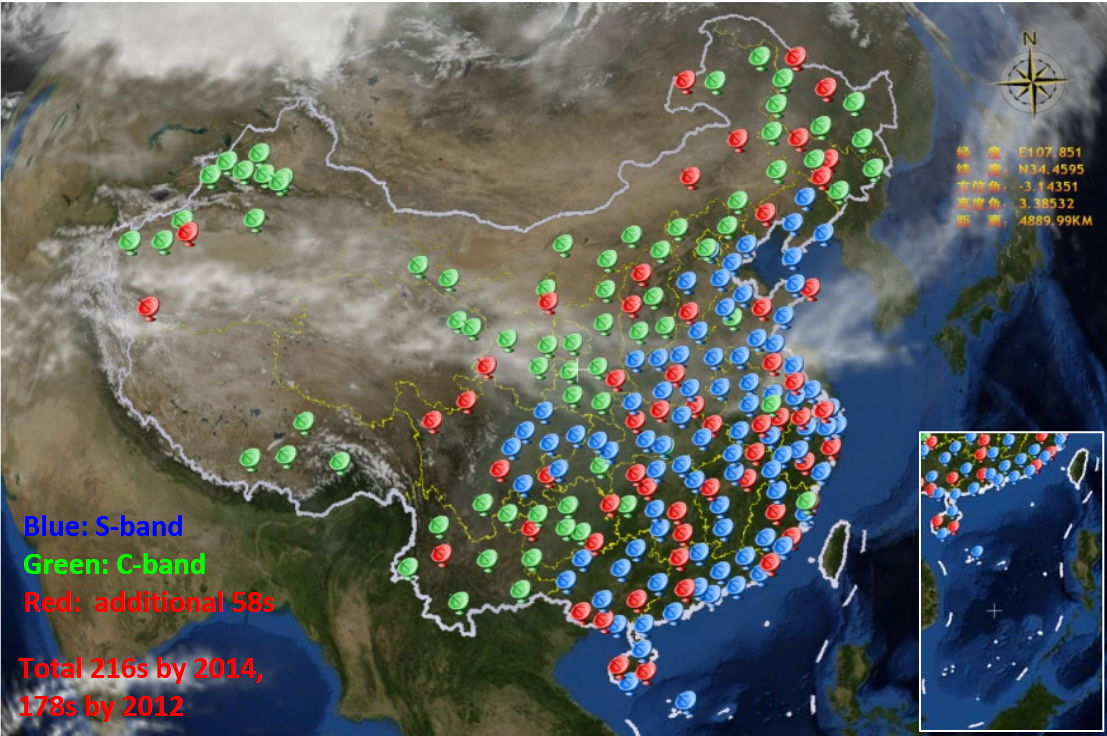 N
经 度: E107.851
纬 度: N34.4595
方位角: -3.14351
高度角: 3.38532
距 离: 4889.99KM
Blue: S-band
Green: C-band
Red: additional 58s
Total 216s by 2014,
178s by 2012